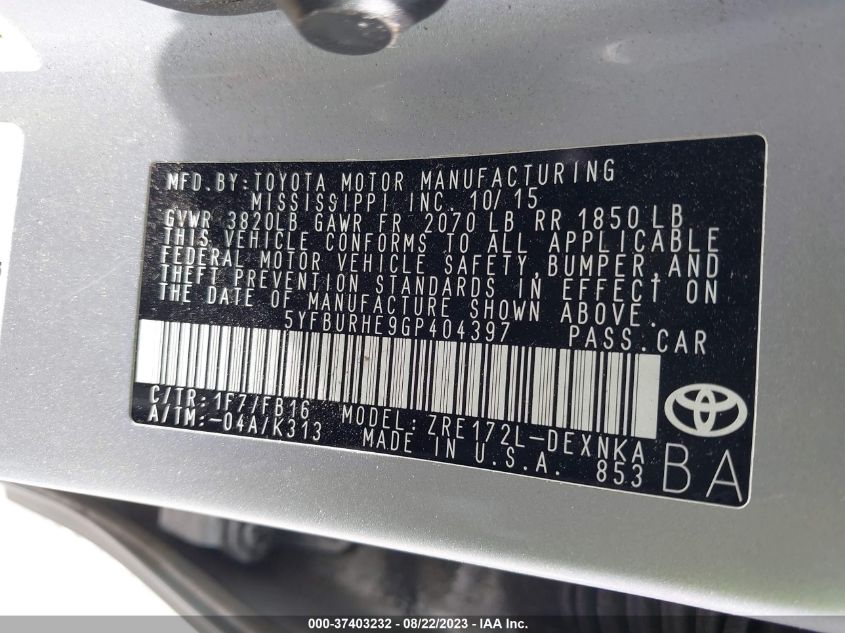 MFD. BY: TOYOTA MOTOR MANUFACTURING
MISSISSIPPI INC. 10/15
GVWR 3820LB GAWR FR 2070 LB RR 1850 LB
THIS VEHICLE CONFORMS TO ALL APPLICABLE
FEDERAL MOTOR VEHICLE SAFETY, BUMPER, AND
THEFT PREVENTION STANDARDS IN EFFECT ON
THE DATE OF MANUFACTURE SHOWN ABOVE.
5YFBURHE9GP404397 PASS. CAR
C/TR: 1F7/FB16 MODEL: ZRE172L-DEXNKA
A/TM: -04A/K313 MADE IN U.S.A. 853
BA
000-37403232 - 08/22/2023 - IAA Inc.